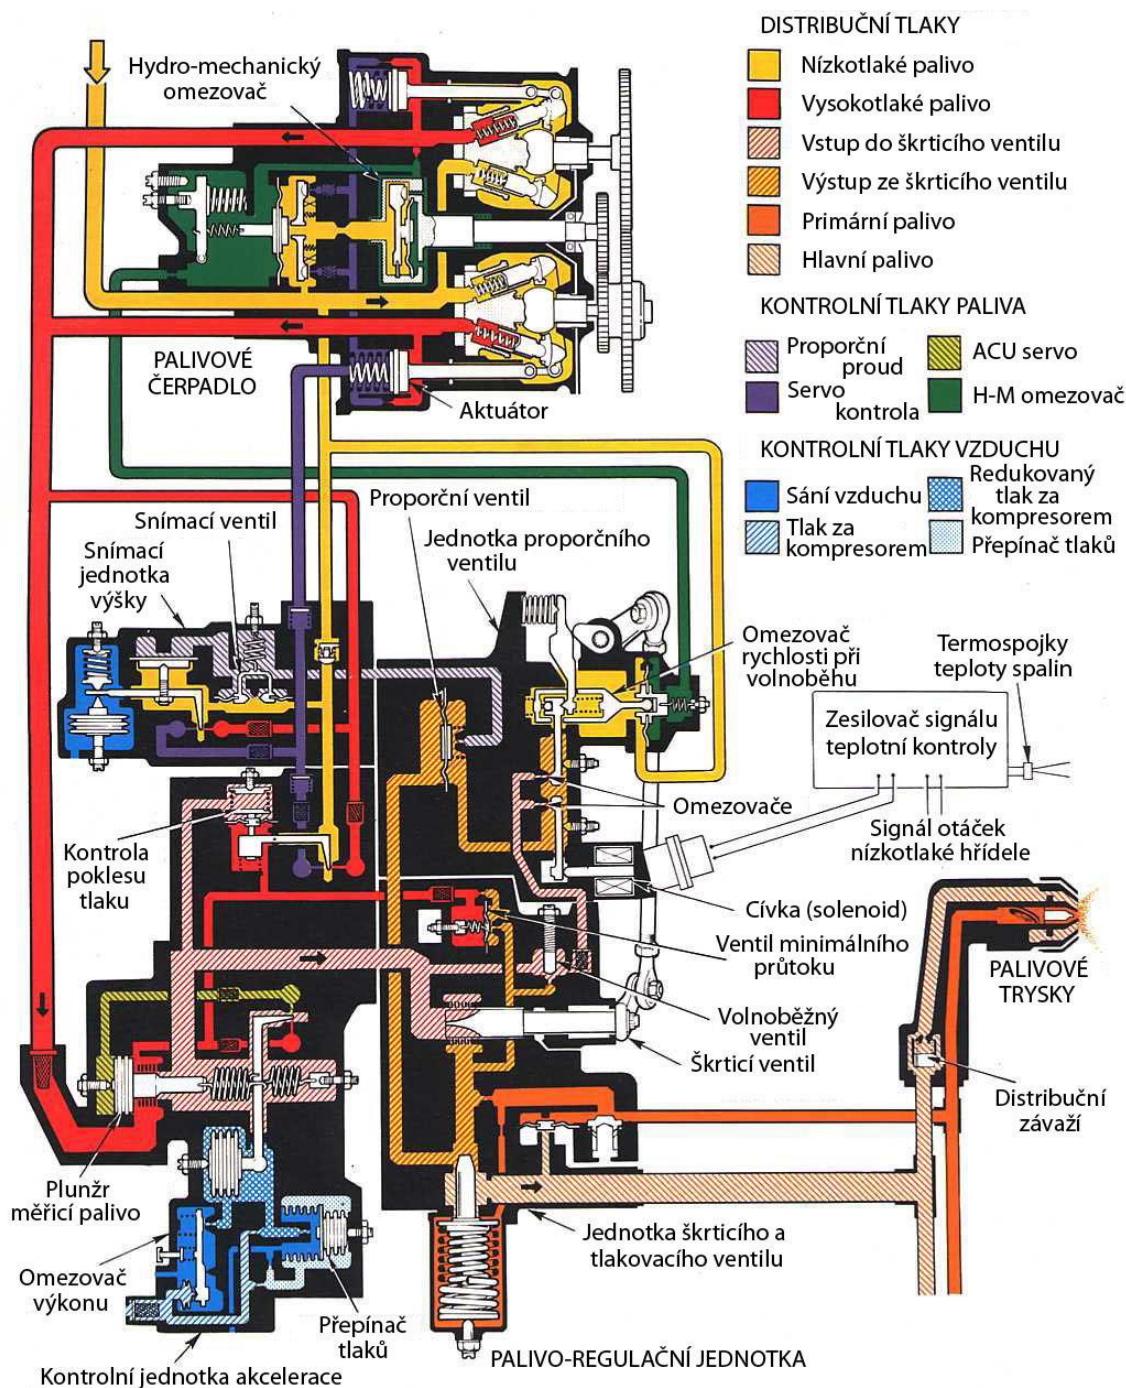 DISTRIBUČNÍ TLAKY
Nízkotlaké palivo
Vysokotlaké palivo
Vstup do škrticího ventilu
Výstup ze škrticího ventilu
Primární palivo
Hlavní palivo
KONTROLNÍ TLAKY PALIVA
Proporční
proud
Servo
kontrola
ACU servo
H-M omezovač
KONTROLNÍ TLAKY VZDUCHU
Sání vzduchu
Tlak za
kompresorem
Redukovaný
tlak za
kompresorem
Přepínač tlaků
Hydro-mechanický
omezovač
PALIVOVÉ
ČERPADLO
Aktuátor
Proporční ventil
Snímací ventil
Snímací
jednotka
výšky
Jednotka proporčního
ventilu
Omezovač
rychlosti při
volnoběhu
Termospojky
teploty spalin
Zesilovač signálu
teplotní kontroly
Omezovače
Signál otáček
nízkotlaké hřídele
Kontrola
poklesu
tlaku
Cívka (solenoid)
Ventil minimálního
průtoku
PALIVOVÉ
TRYSKY
Volnoběžný
ventil
Škrticí ventil
Distribuční
závaží
Plunžr
měřicí palivo
Jednotka škrticího a
tlakovacího ventilu
Omezovač
výkonu
Přepínač
tlaků
PALIVO-REGULAČNÍ JEDNOTKA
Kontrolní jednotka akcelerace